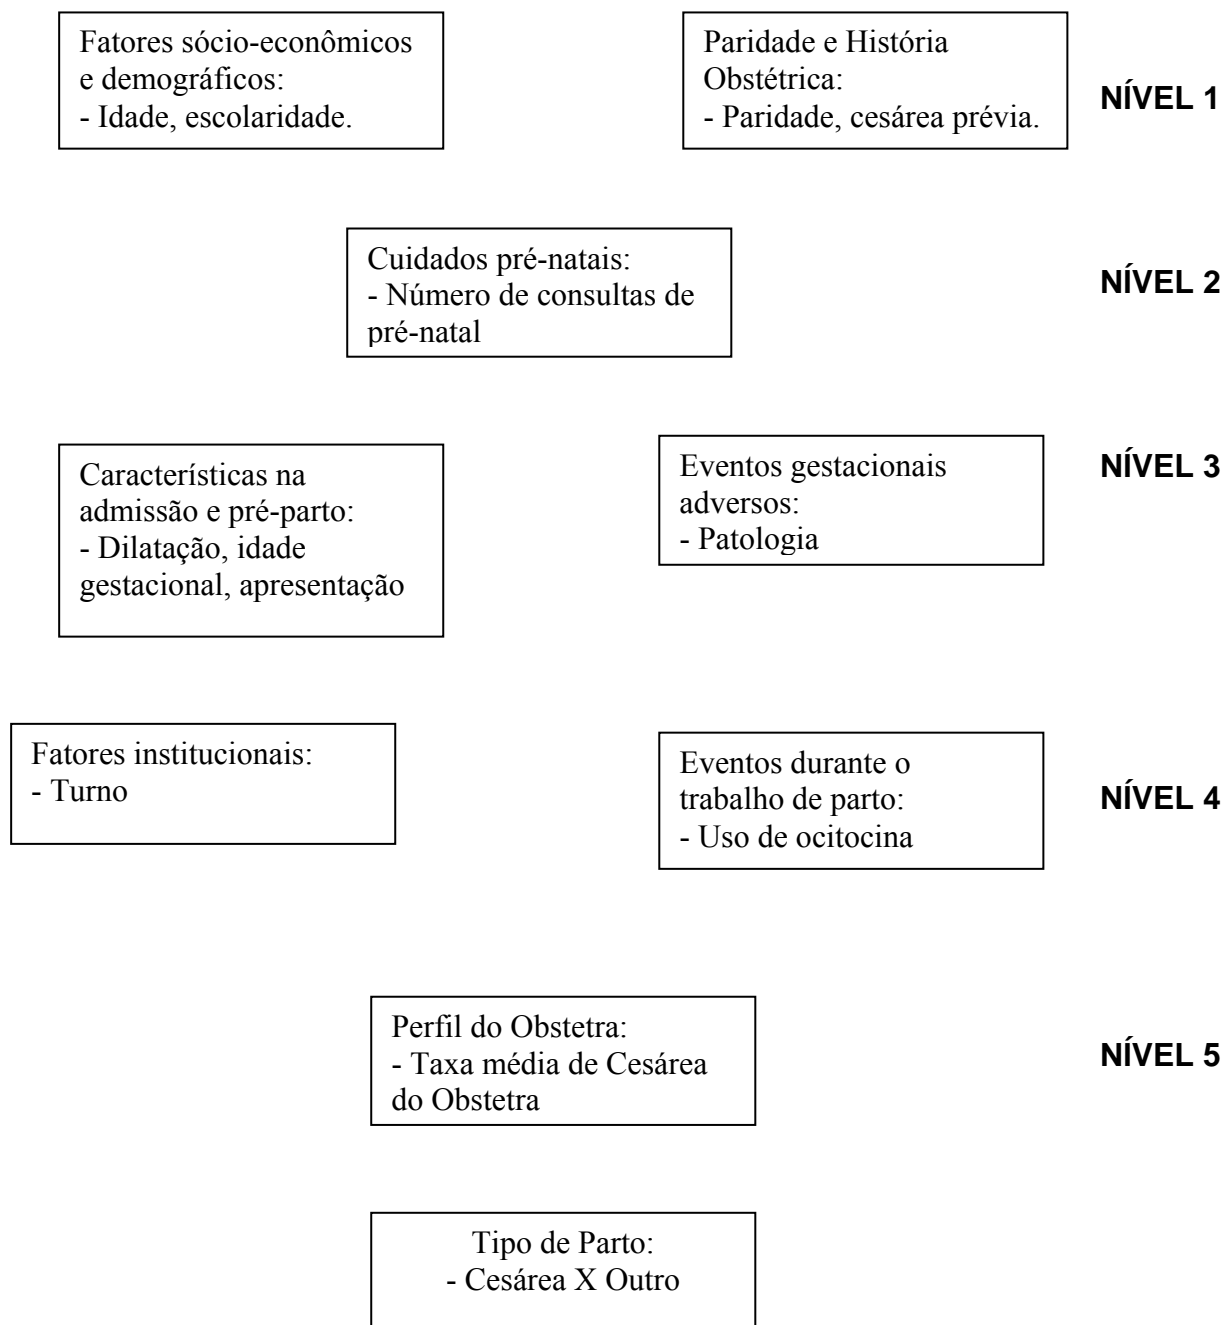 Fatores sócio-econômicos
e demográficos:
- Idade, escolaridade.
Paridade e História
Obstétrica:
- Paridade, cesárea prévia.
NÍVEL 1
Cuidados pré-natais:
- Número de consultas de
pré-natal
NÍVEL 2
Características na
admissão e pré-parto:
- Dilatação, idade
gestacional, apresentação
Eventos gestacionais
adversos:
- Patologia
NÍVEL 3
Fatores institucionais:
- Turno
Eventos durante o
trabalho de parto:
- Uso de ocitocina
NÍVEL 4
Perfil do Obstetra:
- Taxa média de Cesárea
do Obstetra
NÍVEL 5
Tipo de Parto:
- Cesárea X Outro